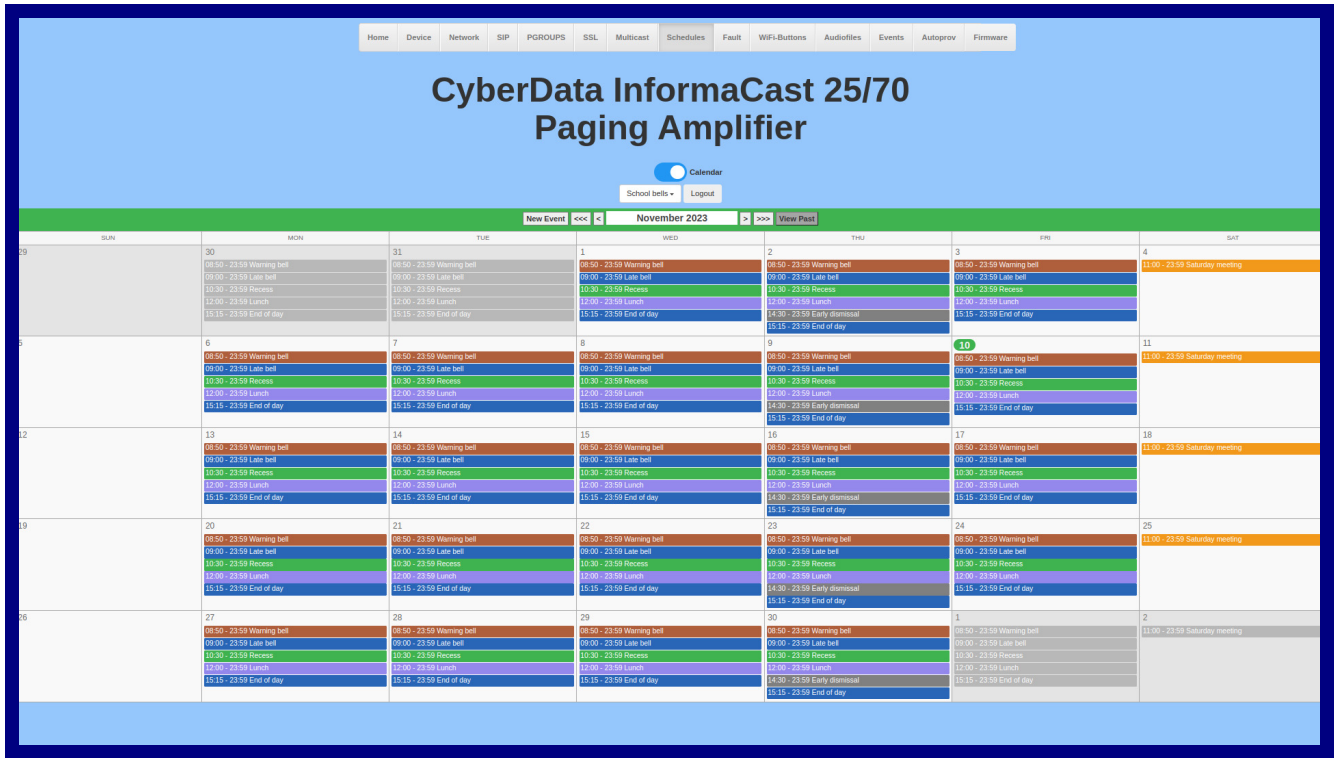 Home Device Network SIP PGROUPS SSL Multicast Schedules Fault WiFi-Buttons Audiofiles Events Autoprov Firmware
CyberData InformaCast 25/70
Paging Amplifier
Calendar
School bells Logout
New Event <<< < November 2023 > >>> View Past
SUN MON TUE WED THU FRI SAT
29 30 31 1 2 3 4
08:50 - 23:59 Warning bell 08:50 - 23:59 Warning bell 08:50 - 23:59 Warning bell 08:50 - 23:59 Warning bell 08:50 - 23:59 Warning bell 11:00 - 23:59 Saturday meeting
09:00 - 23:59 Late bell 09:00 - 23:59 Late bell 09:00 - 23:59 Late bell 09:00 - 23:59 Late bell 09:00 - 23:59 Late bell
10:30 - 23:59 Recess 10:30 - 23:59 Recess 10:30 - 23:59 Recess 10:30 - 23:59 Recess 10:30 - 23:59 Recess
12:00 - 23:59 Lunch 12:00 - 23:59 Lunch 12:00 - 23:59 Lunch 12:00 - 23:59 Lunch 12:00 - 23:59 Lunch
15:15 - 23:59 End of day 15:15 - 23:59 End of day 15:15 - 23:59 End of day 14:30 - 23:59 Early dismissal 15:15 - 23:59 End of day
15:15 - 23:59 End of day
5 6 7 8 9 10 11
08:50 - 23:59 Warning bell 08:50 - 23:59 Warning bell 08:50 - 23:59 Warning bell 08:50 - 23:59 Warning bell 08:50 - 23:59 Warning bell 11:00 - 23:59 Saturday meeting
09:00 - 23:59 Late bell 09:00 - 23:59 Late bell 09:00 - 23:59 Late bell 09:00 - 23:59 Late bell 09:00 - 23:59 Late bell
10:30 - 23:59 Recess 10:30 - 23:59 Recess 10:30 - 23:59 Recess 10:30 - 23:59 Recess 10:30 - 23:59 Recess
12:00 - 23:59 Lunch 12:00 - 23:59 Lunch 12:00 - 23:59 Lunch 12:00 - 23:59 Lunch 12:00 - 23:59 Lunch
15:15 - 23:59 End of day 15:15 - 23:59 End of day 15:15 - 23:59 End of day 14:30 - 23:59 Early dismissal 15:15 - 23:59 End of day
15:15 - 23:59 End of day
12 13 14 15 16 17 18
08:50 - 23:59 Warning bell 08:50 - 23:59 Warning bell 08:50 - 23:59 Warning bell 08:50 - 23:59 Warning bell 08:50 - 23:59 Warning bell 11:00 - 23:59 Saturday meeting
09:00 - 23:59 Late bell 09:00 - 23:59 Late bell 09:00 - 23:59 Late bell 09:00 - 23:59 Late bell 09:00 - 23:59 Late bell
10:30 - 23:59 Recess 10:30 - 23:59 Recess 10:30 - 23:59 Recess 10:30 - 23:59 Recess 10:30 - 23:59 Recess
12:00 - 23:59 Lunch 12:00 - 23:59 Lunch 12:00 - 23:59 Lunch 12:00 - 23:59 Lunch 12:00 - 23:59 Lunch
15:15 - 23:59 End of day 15:15 - 23:59 End of day 15:15 - 23:59 End of day 14:30 - 23:59 Early dismissal 15:15 - 23:59 End of day
15:15 - 23:59 End of day
19 20 21 22 23 24 25
08:50 - 23:59 Warning bell 08:50 - 23:59 Warning bell 08:50 - 23:59 Warning bell 08:50 - 23:59 Warning bell 08:50 - 23:59 Warning bell 11:00 - 23:59 Saturday meeting
09:00 - 23:59 Late bell 09:00 - 23:59 Late bell 09:00 - 23:59 Late bell 09:00 - 23:59 Late bell 09:00 - 23:59 Late bell
10:30 - 23:59 Recess 10:30 - 23:59 Recess 10:30 - 23:59 Recess 10:30 - 23:59 Recess 10:30 - 23:59 Recess
12:00 - 23:59 Lunch 12:00 - 23:59 Lunch 12:00 - 23:59 Lunch 12:00 - 23:59 Lunch 12:00 - 23:59 Lunch
15:15 - 23:59 End of day 15:15 - 23:59 End of day 15:15 - 23:59 End of day 14:30 - 23:59 Early dismissal 15:15 - 23:59 End of day
15:15 - 23:59 End of day
26 27 28 29 30 1 2
08:50 - 23:59 Warning bell 08:50 - 23:59 Warning bell 08:50 - 23:59 Warning bell 08:50 - 23:59 Warning bell 08:50 - 23:59 Warning bell 11:00 - 23:59 Saturday meeting
09:00 - 23:59 Late bell 09:00 - 23:59 Late bell 09:00 - 23:59 Late bell 09:00 - 23:59 Late bell 09:00 - 23:59 Late bell
10:30 - 23:59 Recess 10:30 - 23:59 Recess 10:30 - 23:59 Recess 10:30 - 23:59 Recess 10:30 - 23:59 Recess
12:00 - 23:59 Lunch 12:00 - 23:59 Lunch 12:00 - 23:59 Lunch 12:00 - 23:59 Lunch 12:00 - 23:59 Lunch
15:15 - 23:59 End of day 15:15 - 23:59 End of day 15:15 - 23:59 End of day 14:30 - 23:59 Early dismissal 15:15 - 23:59 End of day
15:15 - 23:59 End of day